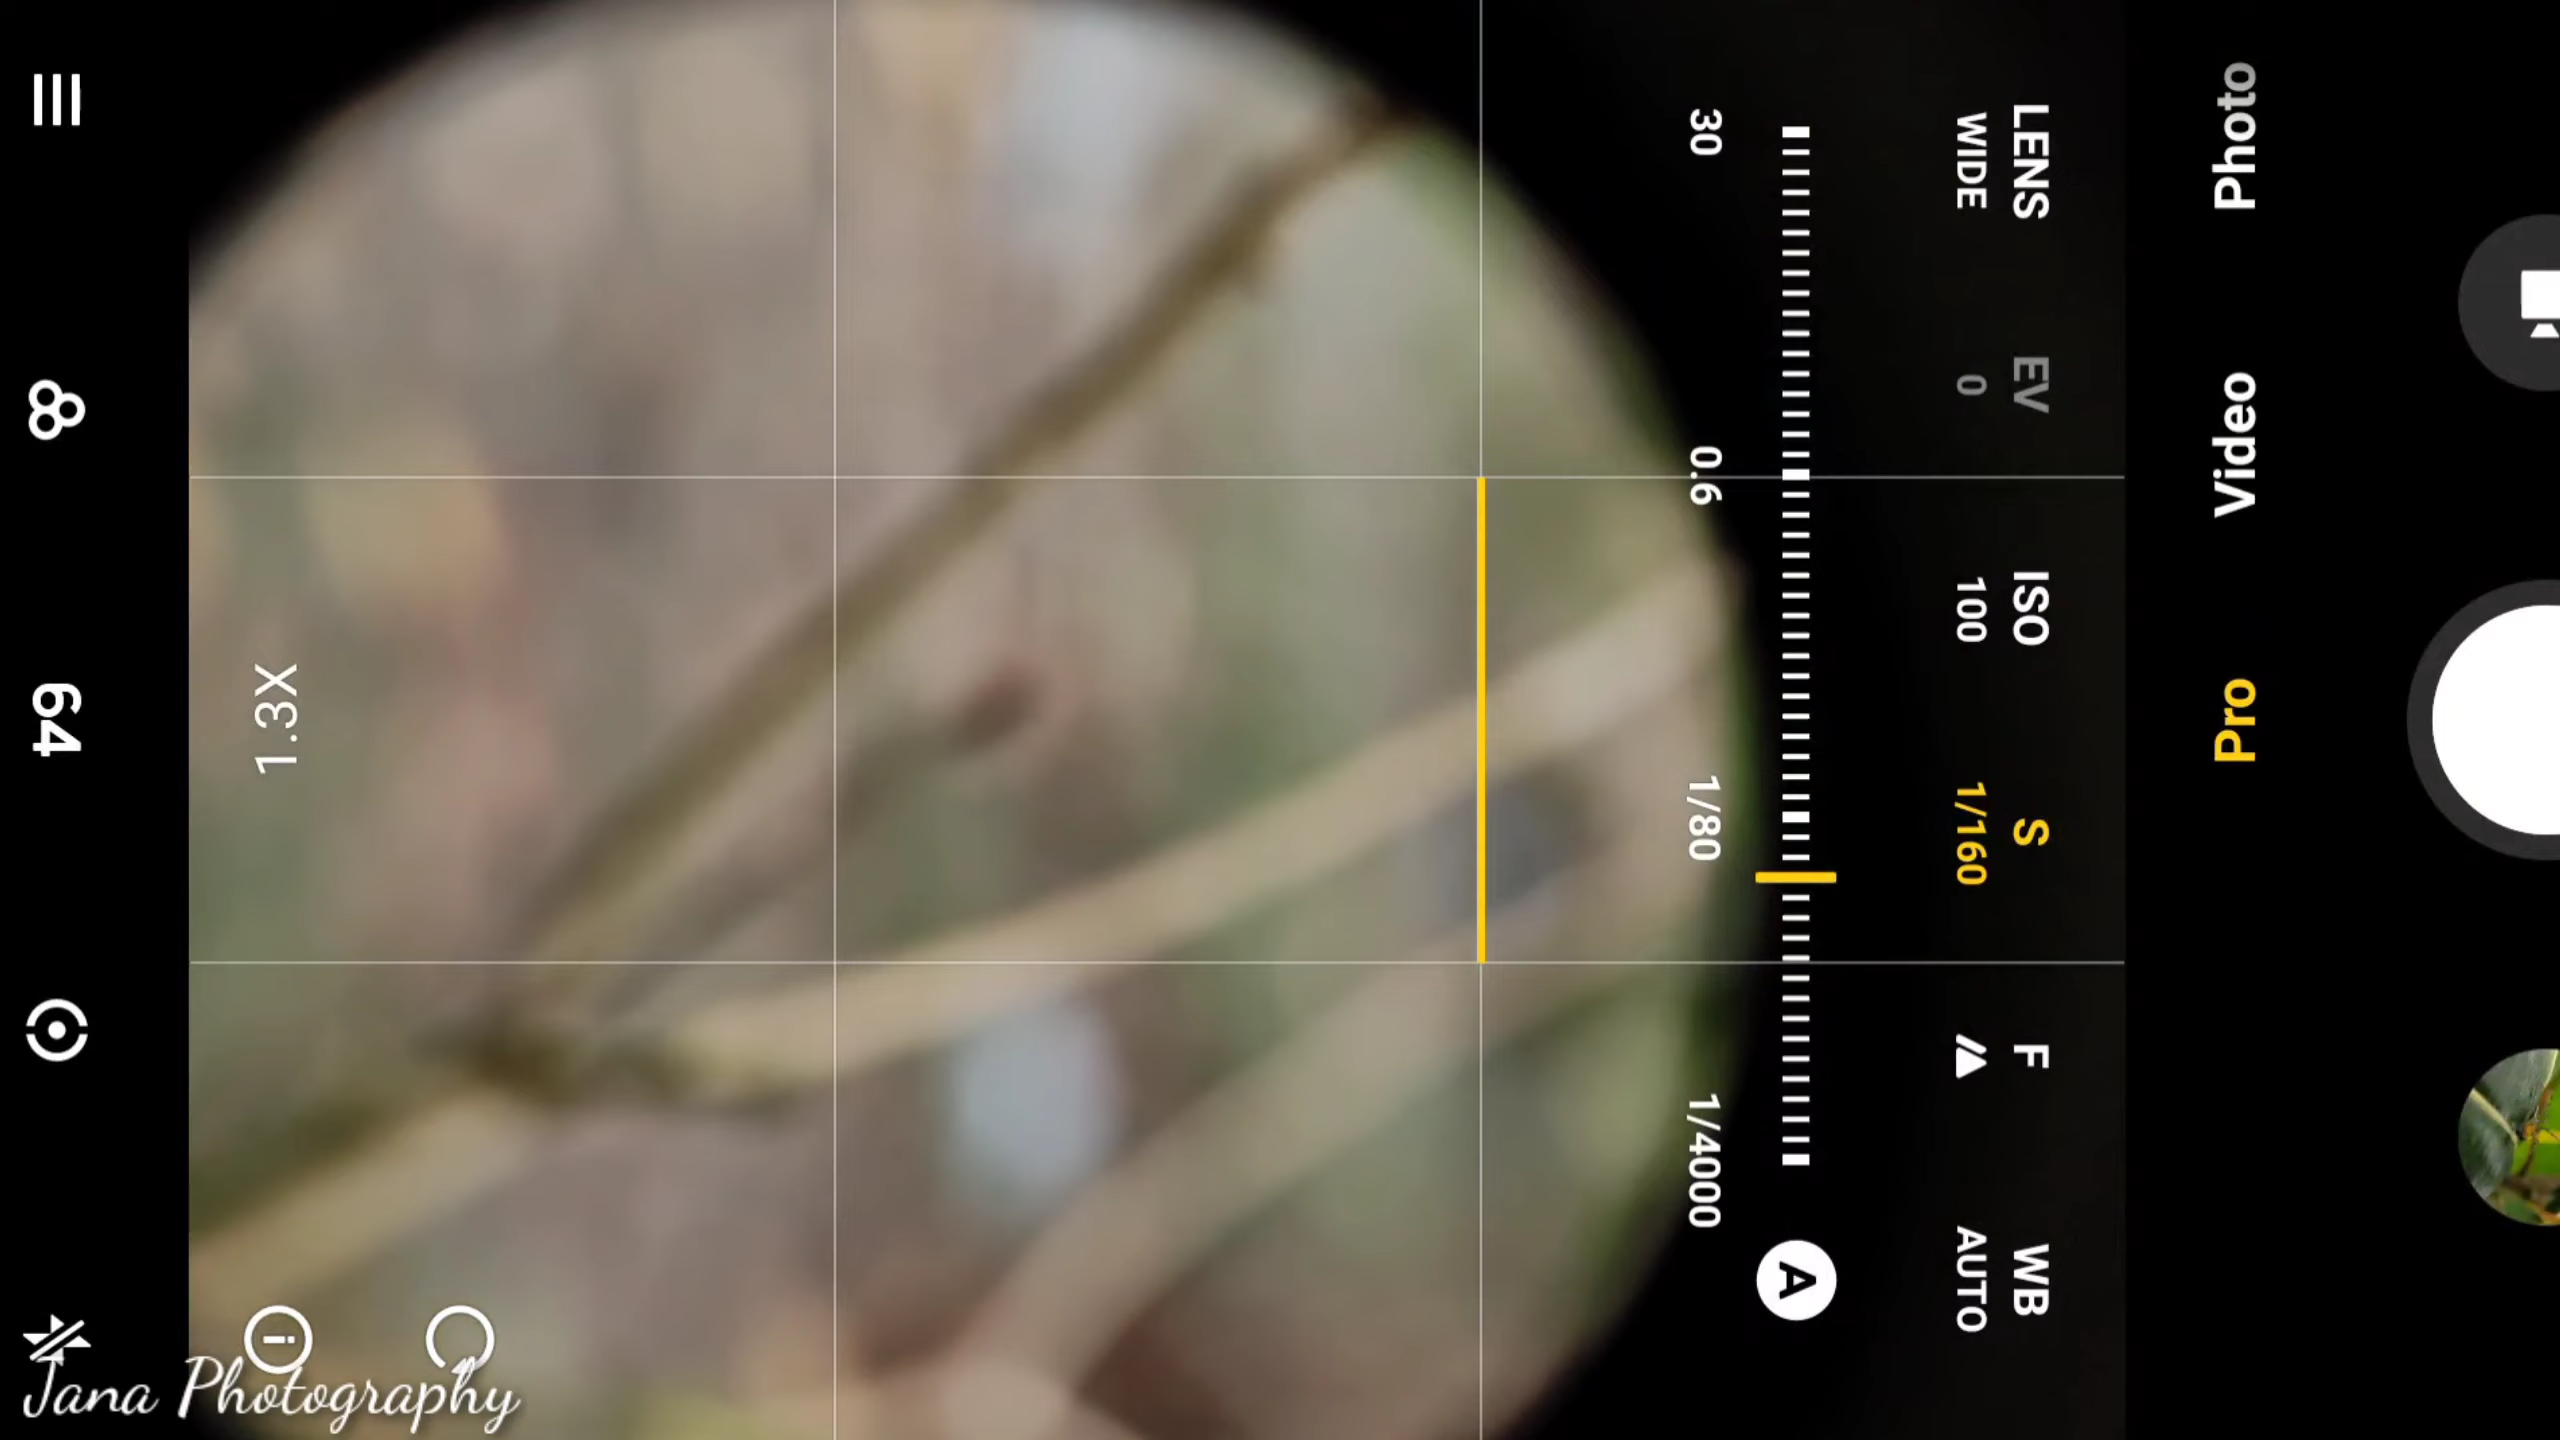 LENS
WIDE
EV
0
ISO
100
S
1/160
F
WB
AUTO
30
0.6
1/80
1/4000
A
Photo
Video
Pro
64
1.3X
i
Jana Photography